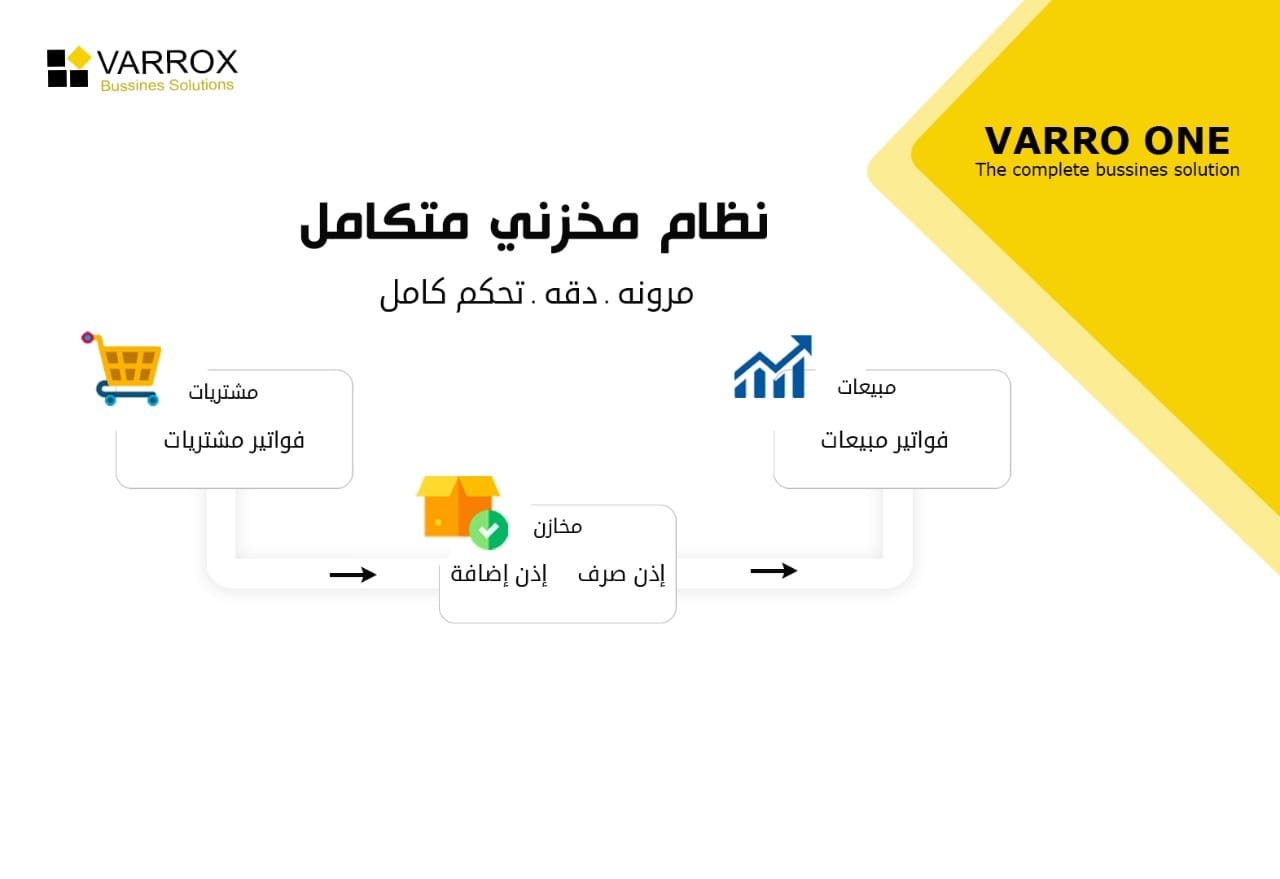 VARROX
Bussines Solutions
VARRO ONE
The complete bussines solution
نظام مخزني متكامل
مرونه . دقه . تحكم كامل
مبيعات
فواتير مبيعات
مشتريات
فواتير مشتريات
مخازن
إذن صرف إذن إضافة